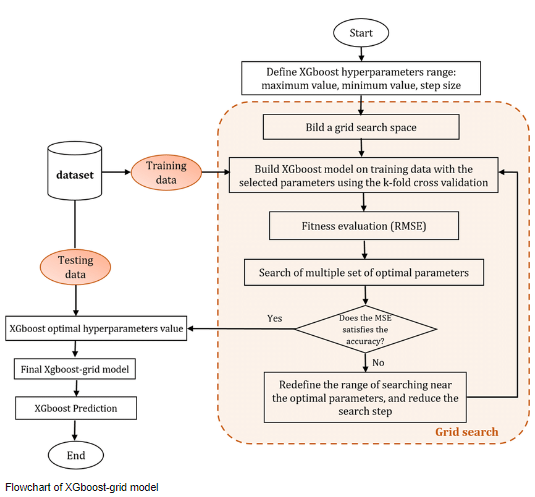 Start
Define XGboost hyperparameters range:
maximum value, minimum value, step size
Bild a grid search space
dataset
Training
data
Build XGboost model on training data with the
selected parameters using the k-fold cross validation
Fitness evaluation (RMSE)
Testing
data
Search of multiple set of optimal parameters
Does the MSE
satisfies the
accuracy?
Yes
No
XGboost optimal hyperparameters value
Final Xgboost-grid model
Redefine the range of searching near
the optimal parameters, and reduce the
search step
XGboost Prediction
Grid search
End
Flowchart of XGboost-grid model